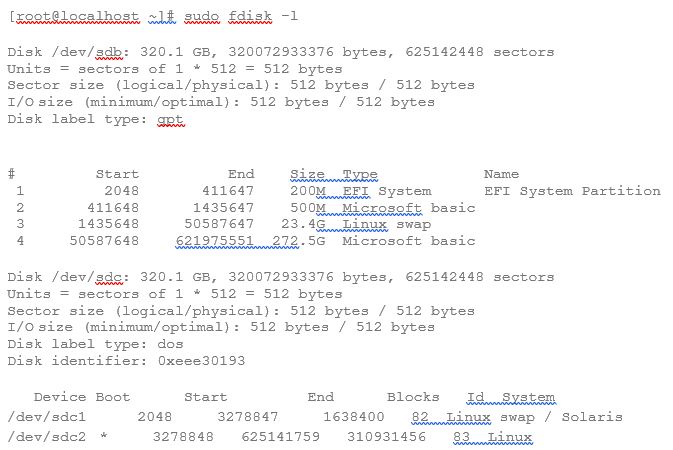 [root@localhost ~]# sudo fdisk -l
Disk /dev/sdb: 320.1 GB, 320072933376 bytes, 625142448 sectors
Units = sectors of 1 * 512 = 512 bytes
Sector size (logical/physical): 512 bytes / 512 bytes
I/O size (minimum/optimal): 512 bytes / 512 bytes
Disk label type: gpt
# Start End Size Type Name
1 2048 411647 200M EFI System EFI System Partition
2 411648 1435647 500M Microsoft basic
3 1435648 50587647 23.4G Linux swap
4 50587648 621975551 272.5G Microsoft basic
Disk /dev/sdc: 320.1 GB, 320072933376 bytes, 625142448 sectors
Units = sectors of 1 * 512 = 512 bytes
Sector size (logical/physical): 512 bytes / 512 bytes
I/O size (minimum/optimal): 512 bytes / 512 bytes
Disk label type: dos
Disk identifier: 0xeee30193
Device Boot Start End Blocks Id System
/dev/sdc1 2048 3278847 1638400 82 Linux swap / Solaris
/dev/sdc2 * 3278848 625141759 310931456 83 Linux